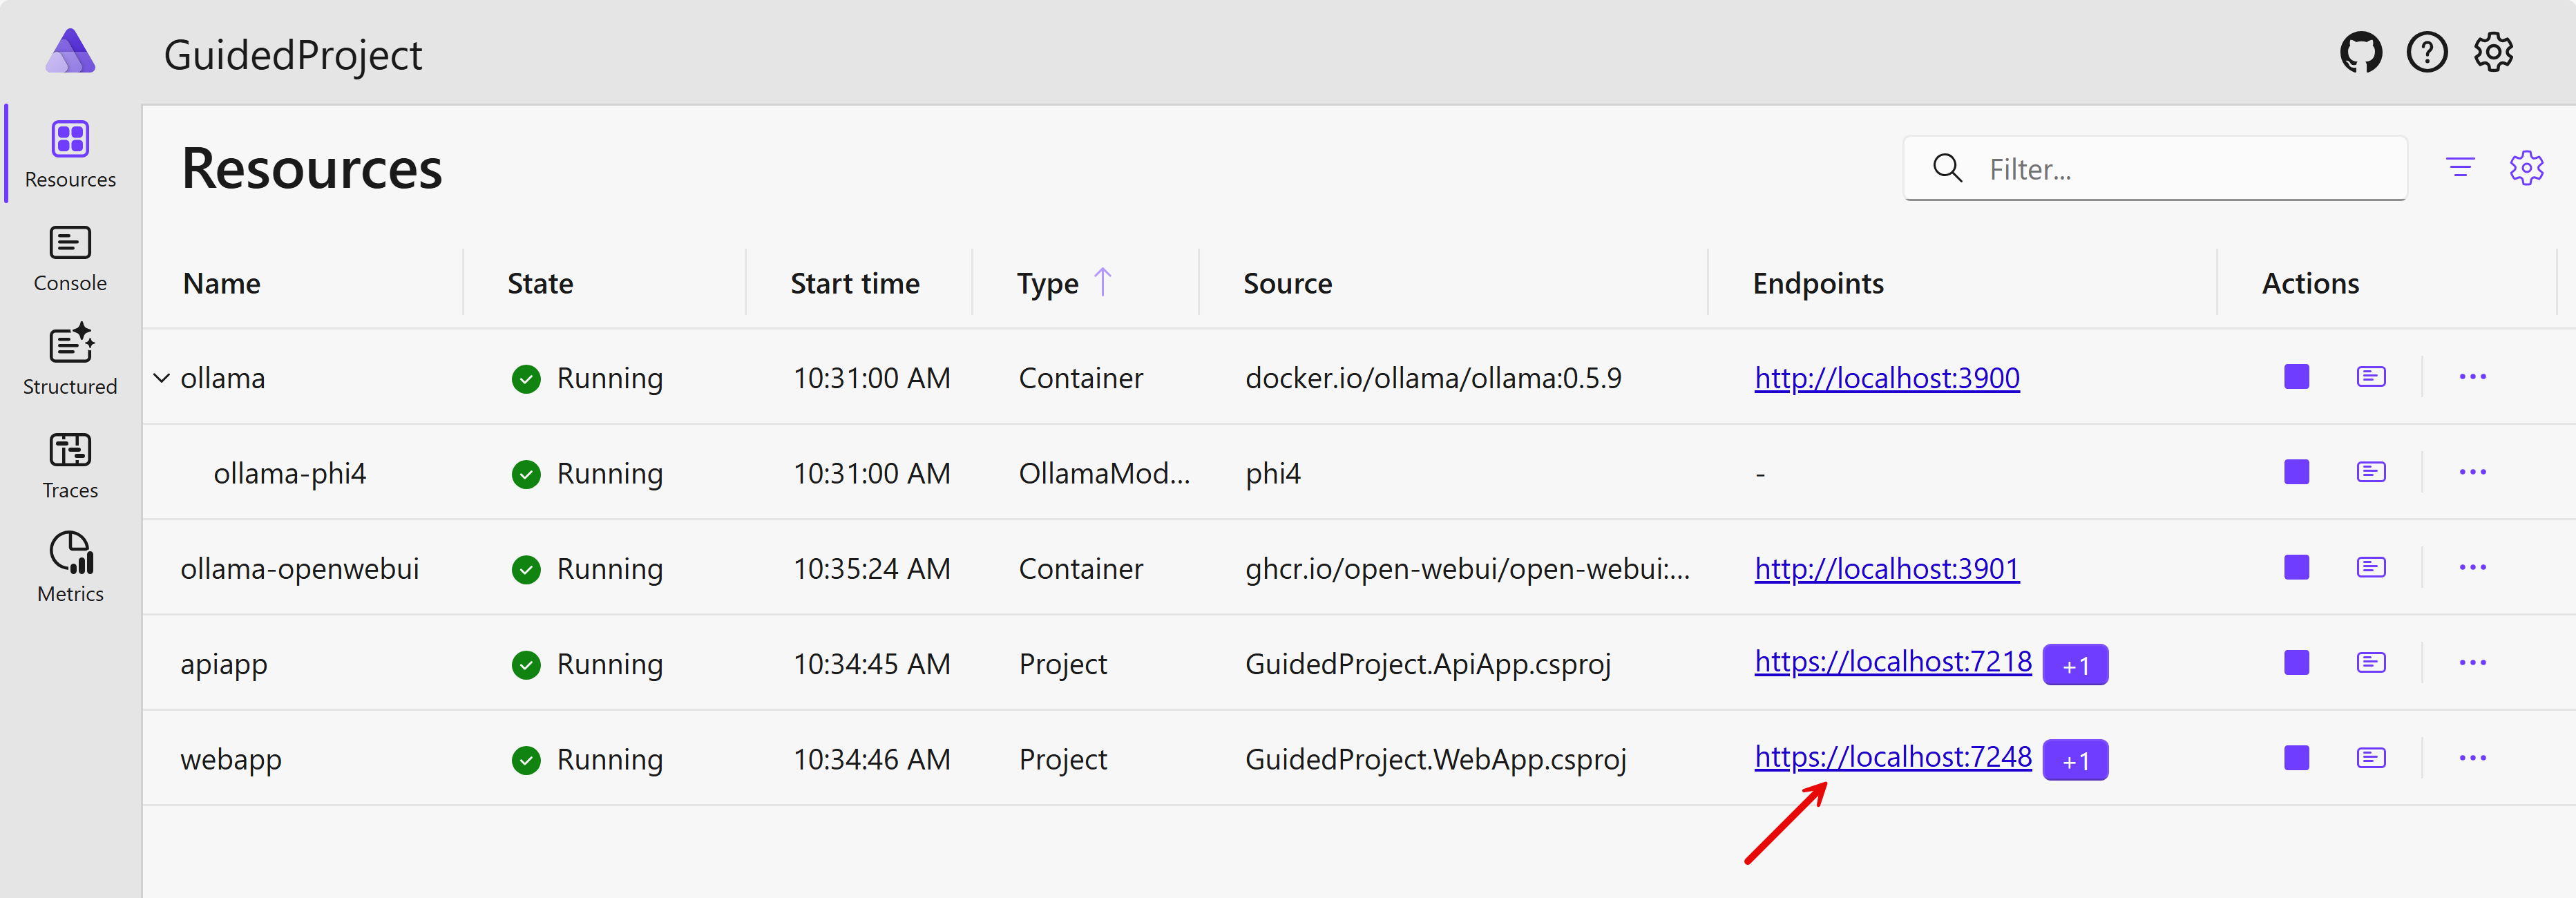 GuidedProject
Resources
Console
Structured
Traces
Metrics
Resources
Filter...
Name State Start time Type Source Endpoints Actions
ollama Running 10:31:00 AM Container docker.io/ollama/ollama:0.5.9 http://localhost:3900
ollama-phi4 Running 10:31:00 AM OllamaMod... phi4 -
ollama-openwebui Running 10:35:24 AM Container ghcr.io/open-webui/open-webui:... http://localhost:3901
apiapp Running 10:34:45 AM Project GuidedProject.ApiApp.csproj https://localhost:7218 +1
webapp Running 10:34:46 AM Project GuidedProject.WebApp.csproj https://localhost:7248 +1